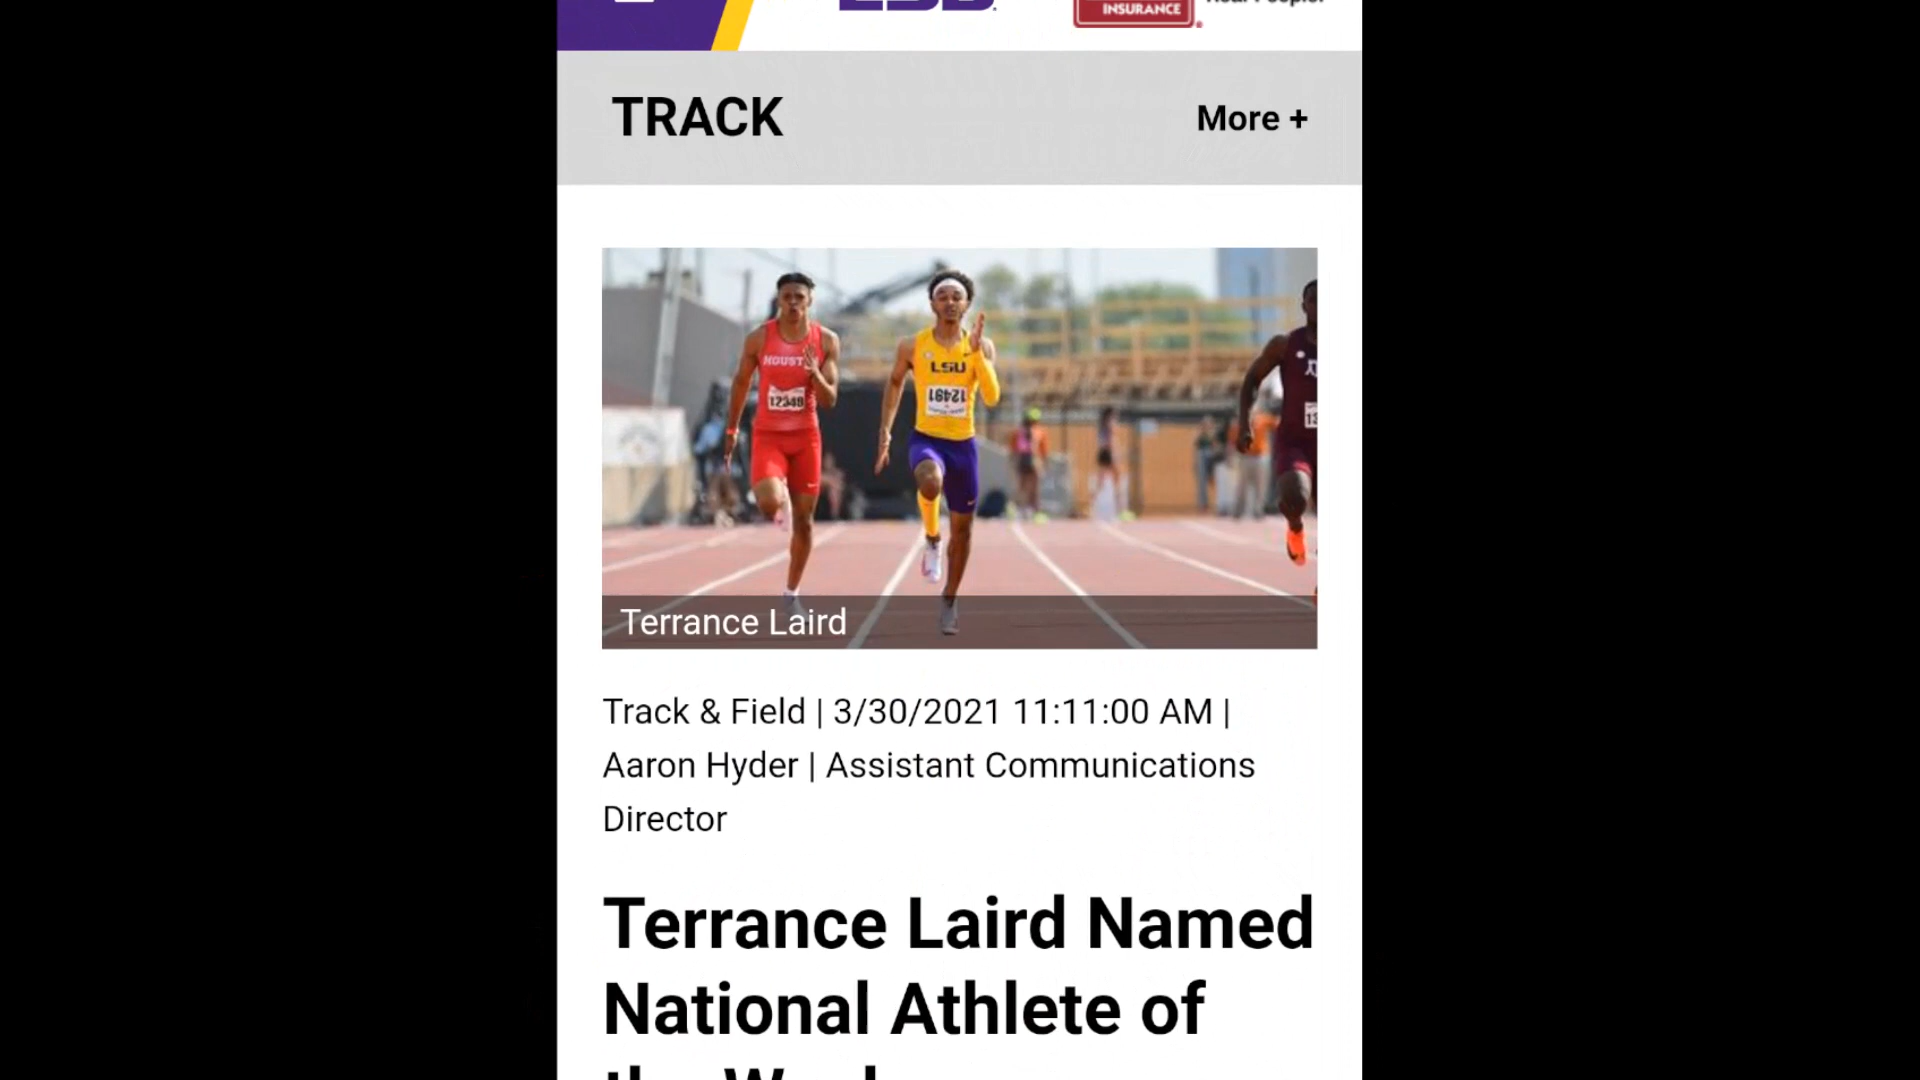 INSURANCE
TRACK
More +
HOUST
12348
LSU
12491
Terrance Laird
Track & Field | 3/30/2021 11:11:00 AM |
Aaron Hyder | Assistant Communications
Director
Terrance Laird Named
National Athlete of